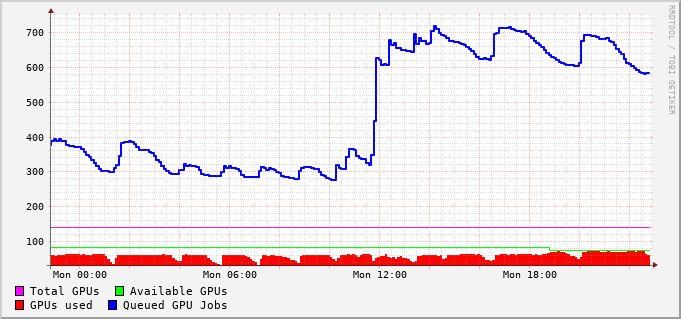 700
600
500
400
300
200
100
Mon 00:00 Mon 06:00 Mon 12:00 Mon 18:00
Total GPUs Available GPUs
GPUs used Queued GPU Jobs
RRDTOOL / TOBI OETIKER